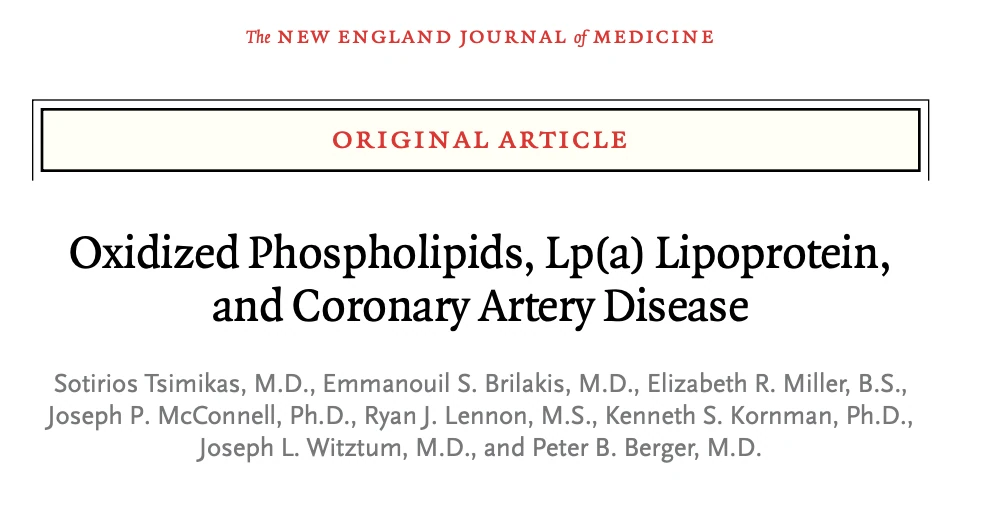 The NEW ENGLAND JOURNAL of MEDICINE
ORIGINAL ARTICLE
Oxidized Phospholipids, Lp(a) Lipoprotein,
and Coronary Artery Disease
Sotirios Tsimikas, M.D., Emmanouil S. Brilakis, M.D., Elizabeth R. Miller, B.S.,
Joseph P. McConnell, Ph.D., Ryan J. Lennon, M.S., Kenneth S. Kornman, Ph.D.,
Joseph L. Witztum, M.D., and Peter B. Berger, M.D.